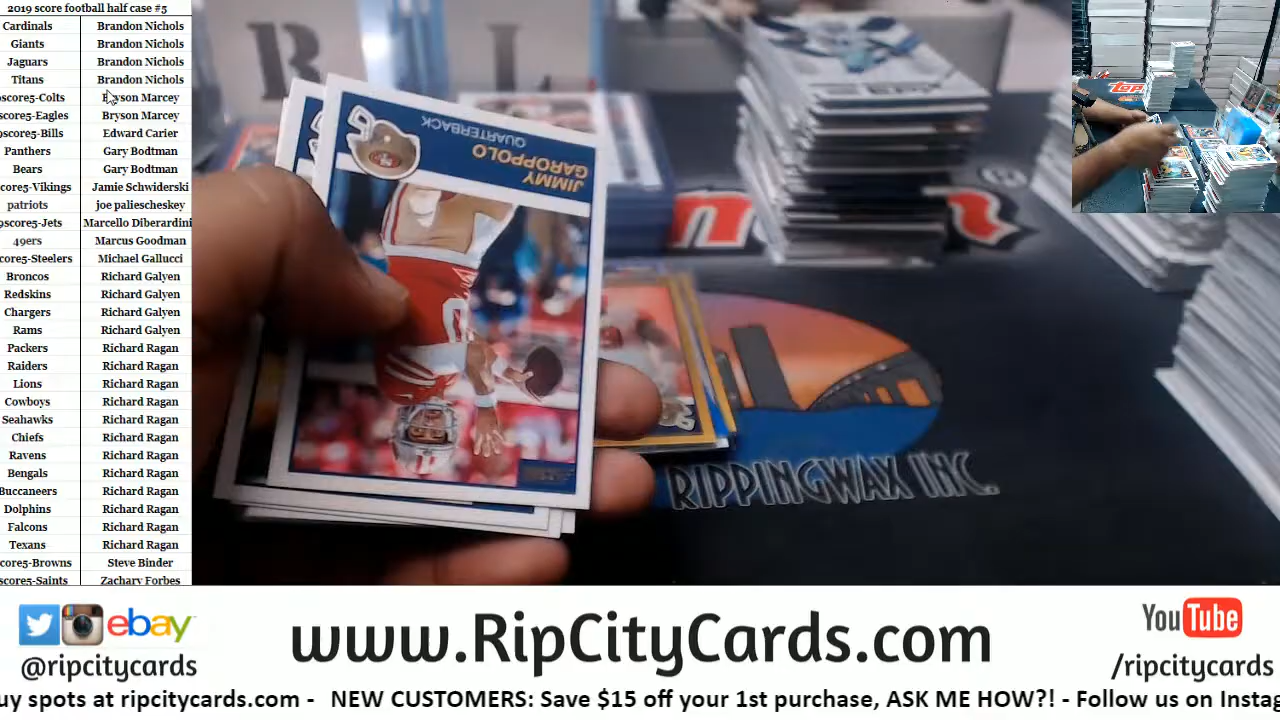 2019 score football half case #5
Cardinals Brandon Nichols
Giants Brandon Nichols
Jaguars Brandon Nichols
Titans Brandon Nichols
score5-Colts Bryson Marcey
score5-Eagles Bryson Marcey
9score5-Bills Edward Carier
Panthers Gary Bodtman
Bears Gary Bodtman
core5-Vikings Jamie Schwiderski
patriots joe paliescheskey
9score5-Jets Marcello Diberardini
49ers Marcus Goodman
core5-Steelers Michael Gallucci
Broncos Richard Galyen
Redskins Richard Galyen
Chargers Richard Galyen
Rams Richard Galyen
Packers Richard Ragan
Raiders Richard Ragan
Lions Richard Ragan
Cowboys Richard Ragan
Seahawks Richard Ragan
Chiefs Richard Ragan
Ravens Richard Ragan
Bengals Richard Ragan
Buccaneers Richard Ragan
Dolphins Richard Ragan
Falcons Richard Ragan
Texans Richard Ragan
core5-Browns Steve Binder
score5-Saints Zachary Forbes
JIMMY
GAROPPOLO
QUARTERBACK
RIPPINGWAX INC.
ebay
@ripcitycards
www.RipCityCards.com
YouTube
/ripcitycards
uy spots at ripcitycards.com - NEW CUSTOMERS: Save $15 off your 1st purchase, ASK ME HOW?! - Follow us on Instag